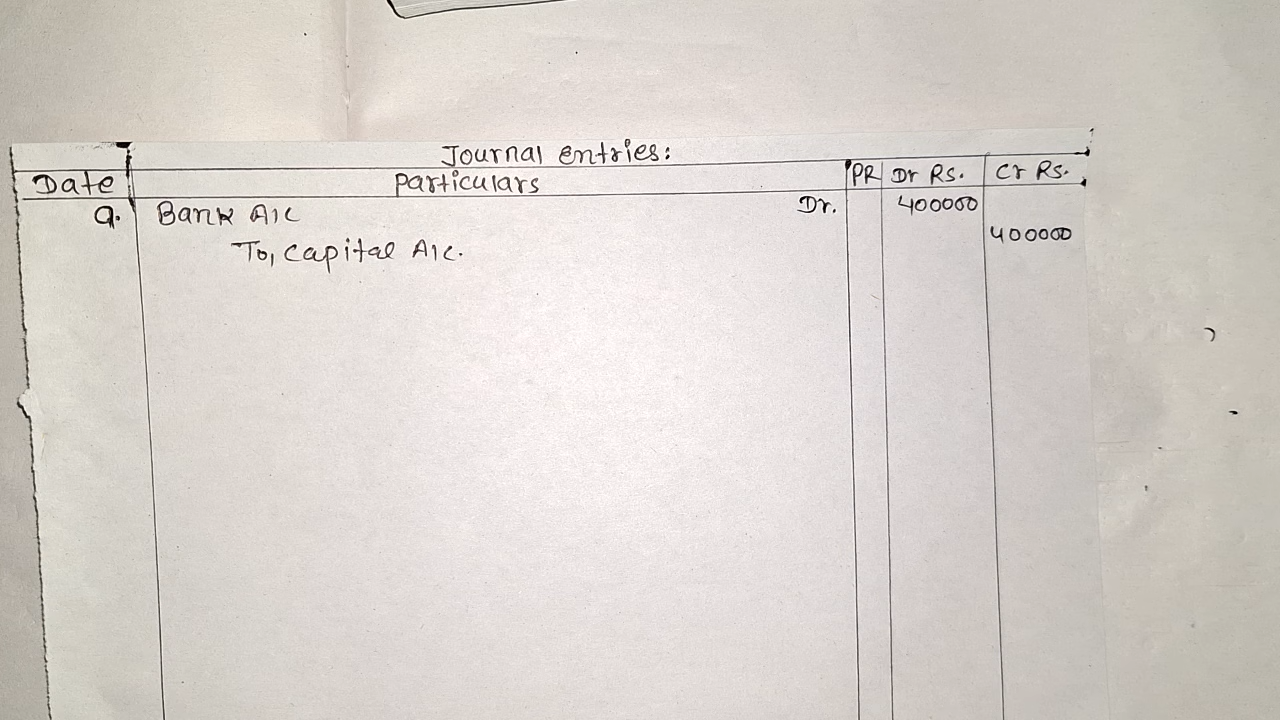 Journal entries:
Date Particulars PR Dr Rs. Cr Rs.
a. Bank A/c Dr. 400000
To, Capital A/c. 400000